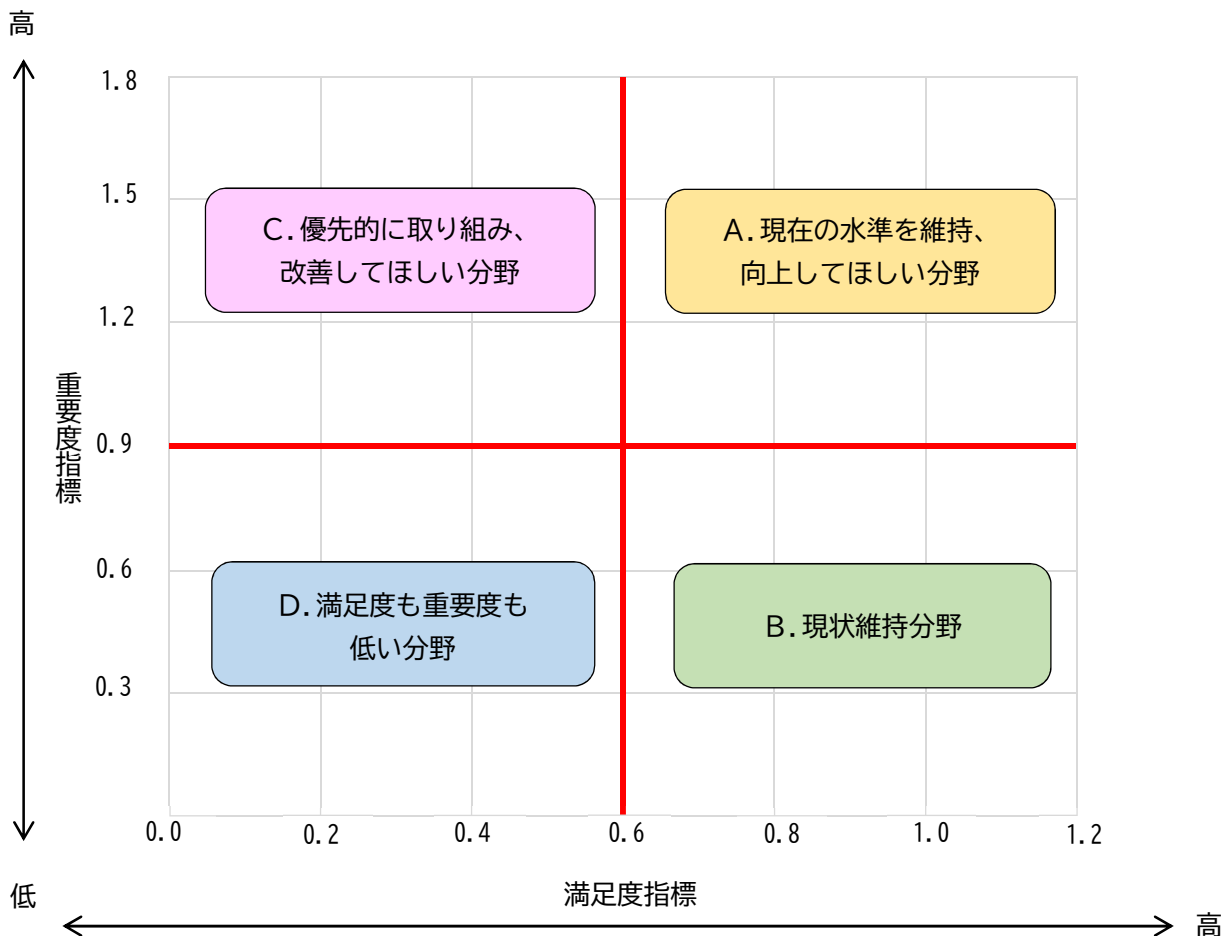 高
1.8
1.5
C.優先的に取り組み、
改善してほしい分野
A.現在の水準を維持、
向上してほしい分野
1.2
重要度指標
0.9
0.6
D.満足度も重要度も
低い分野
B.現状維持分野
0.3
0.0
0.2
0.4
0.6
0.8
1.0
1.2
低
満足度指標
高